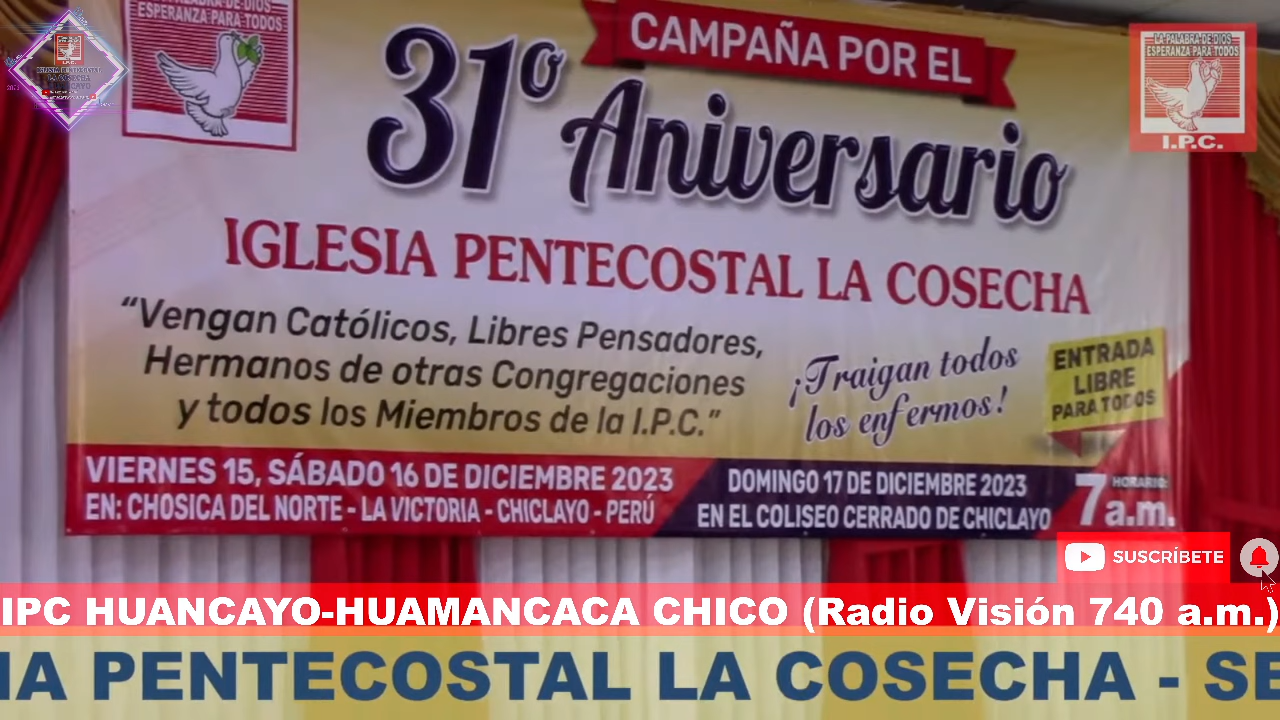 ESPERANZA PARA TODOS
CAMPAÑA POR EL
31º Aniversario
IGLESIA PENTECOSTAL LA COSECHA
“Vengan Católicos, Libres Pensadores,
Hermanos de otras Congregaciones
y todos los Miembros de la I.P.C.”
¡Traigan todos
los enfermos!
ENTRADA
LIBRE
PARA TODOS
VIERNES 15, SÁBADO 16 DE DICIEMBRE 2023
EN: CHOSICA DEL NORTE - LA VICTORIA - CHICLAYO - PERÚ
DOMINGO 17 DE DICIEMBRE 2023
EN EL COLISEO CERRADO DE CHICLAYO
HORARIO:
7 a.m.
LA PALABRA DE DIOS
ESPERANZA PARA TODOS
I.P.C.
SUSCRÍBETE
IPC HUANCAYO-HUAMANCACA CHICO (Radio Visión 740 a.m.)
IA PENTECOSTAL LA COSECHA - SE